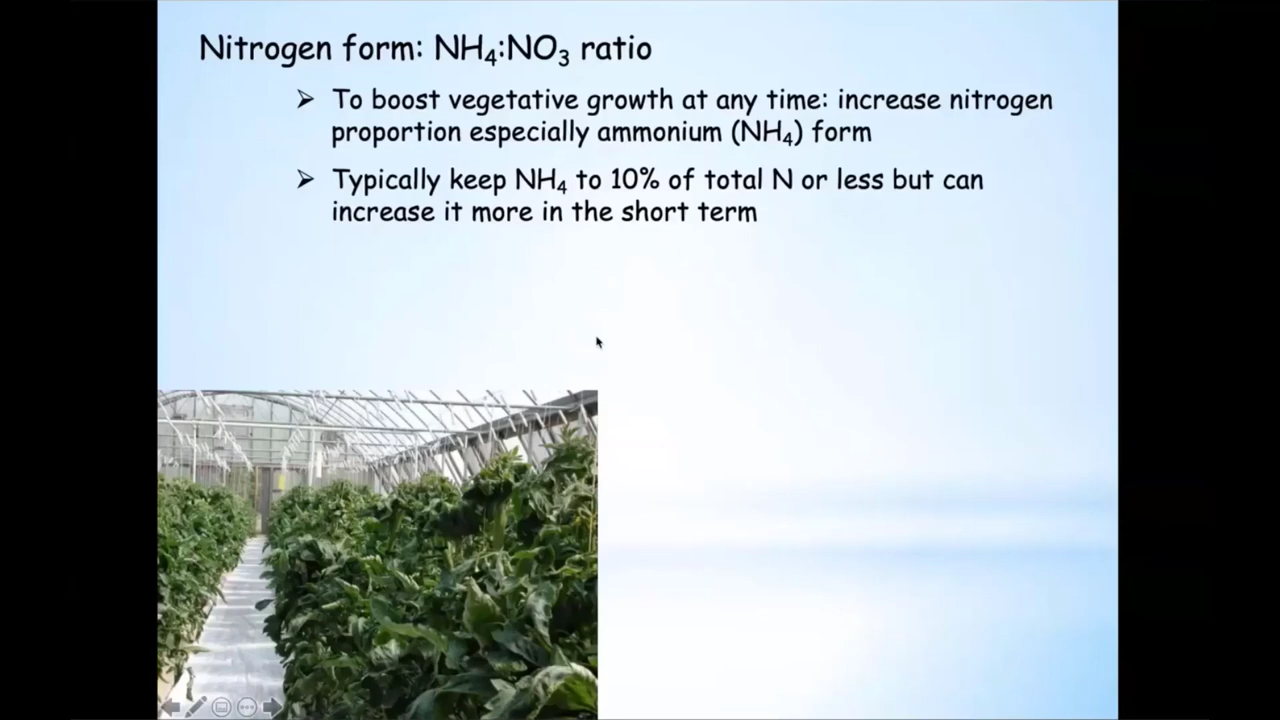 Nitrogen form: NH₄:NO₃ ratio
➢ To boost vegetative growth at any time: increase nitrogen
proportion especially ammonium (NH₄) form
➢ Typically keep NH₄ to 10% of total N or less but can
increase it more in the short term